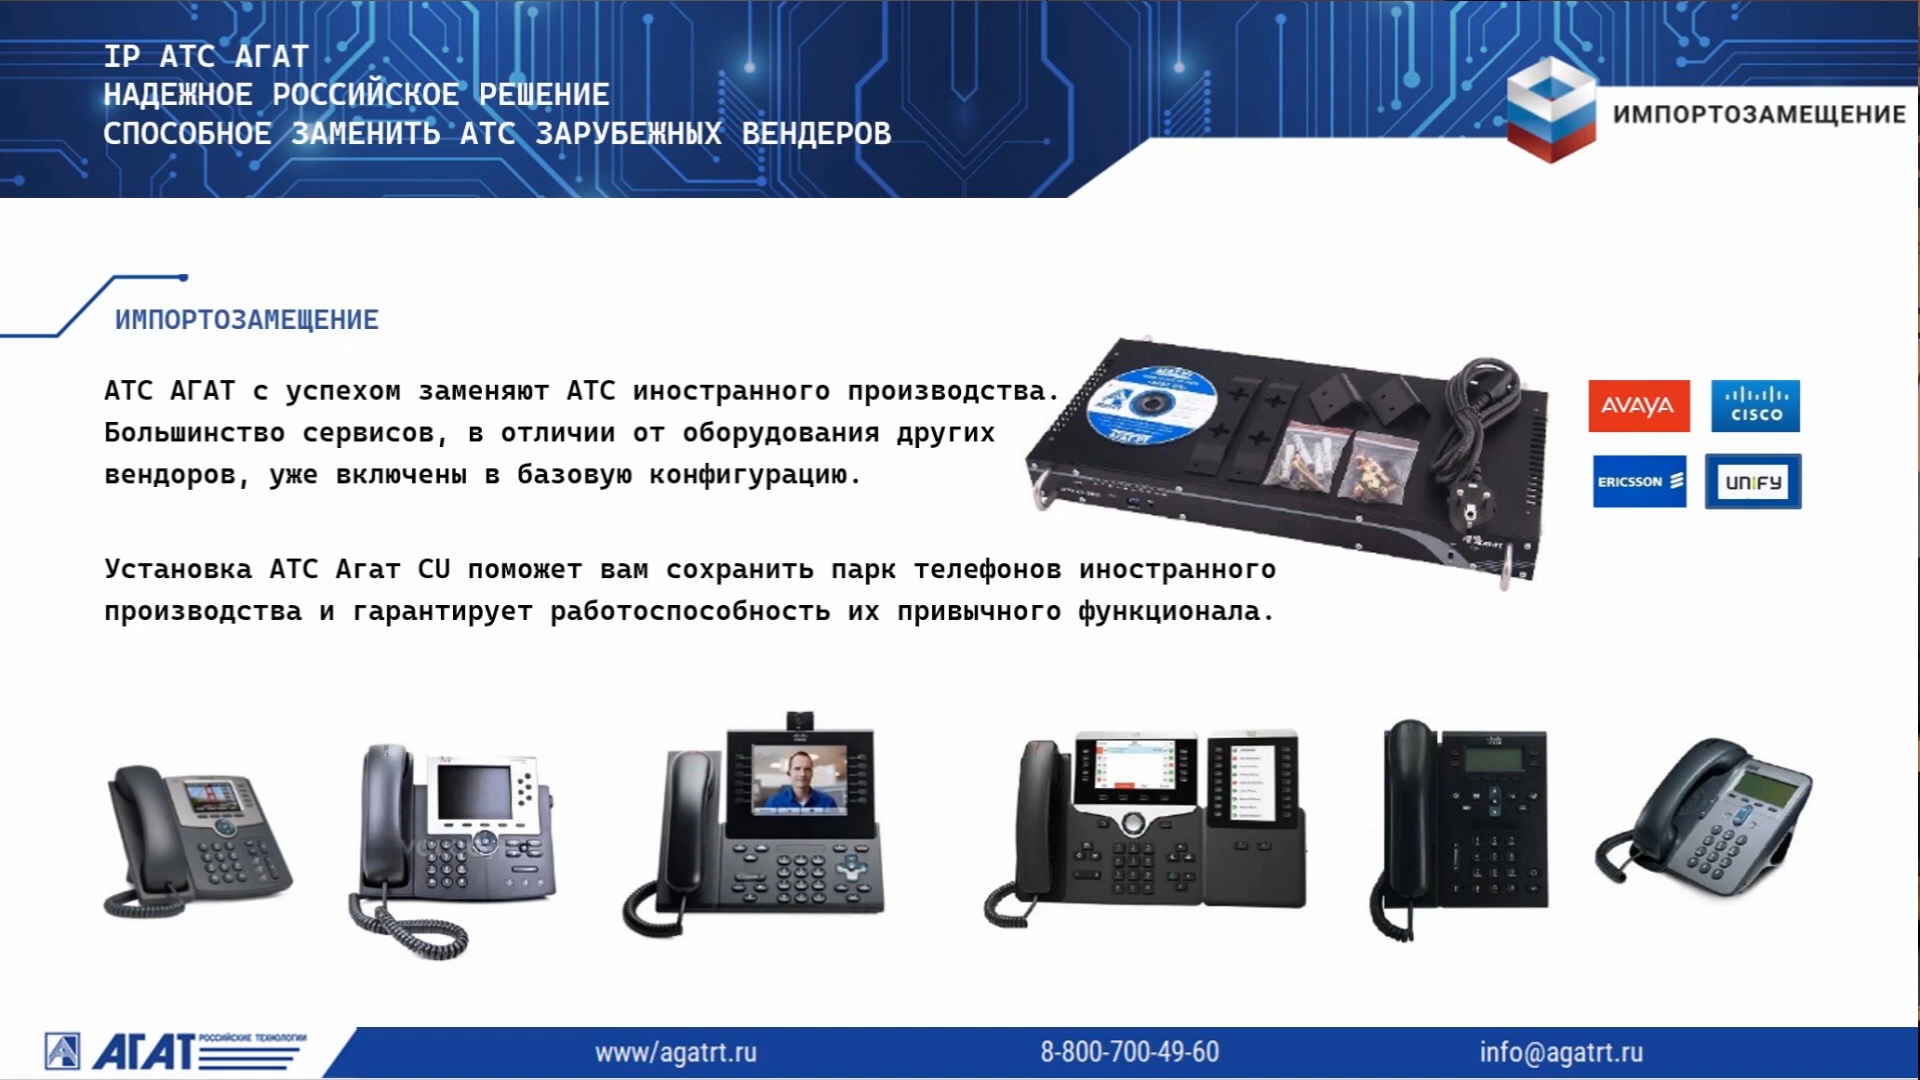 IP АТС АГАТ
НАДЕЖНОЕ РОССИЙСКОЕ РЕШЕНИЕ
СПОСОБНОЕ ЗАМЕНИТЬ АТС ЗАРУБЕЖНЫХ ВЕНДЕРОВ
ИМПОРТОЗАМЕЩЕНИЕ
ИМПОРТОЗАМЕЩЕНИЕ
АТС АГАТ с успехом заменяют АТС иностранного производства.
Большинство сервисов, в отличии от оборудования других
вендоров, уже включены в базовую конфигурацию.
AVAYA
CISCO
ERICSSON
UNIFY
Установка АТС Агат CU поможет вам сохранить парк телефонов иностранного
производства и гарантирует работоспособность их привычного функционала.
АГАТ РОССИЙСКИЕ ТЕХНОЛОГИИ
www/agatrt.ru
8-800-700-49-60
info@agatrt.ru